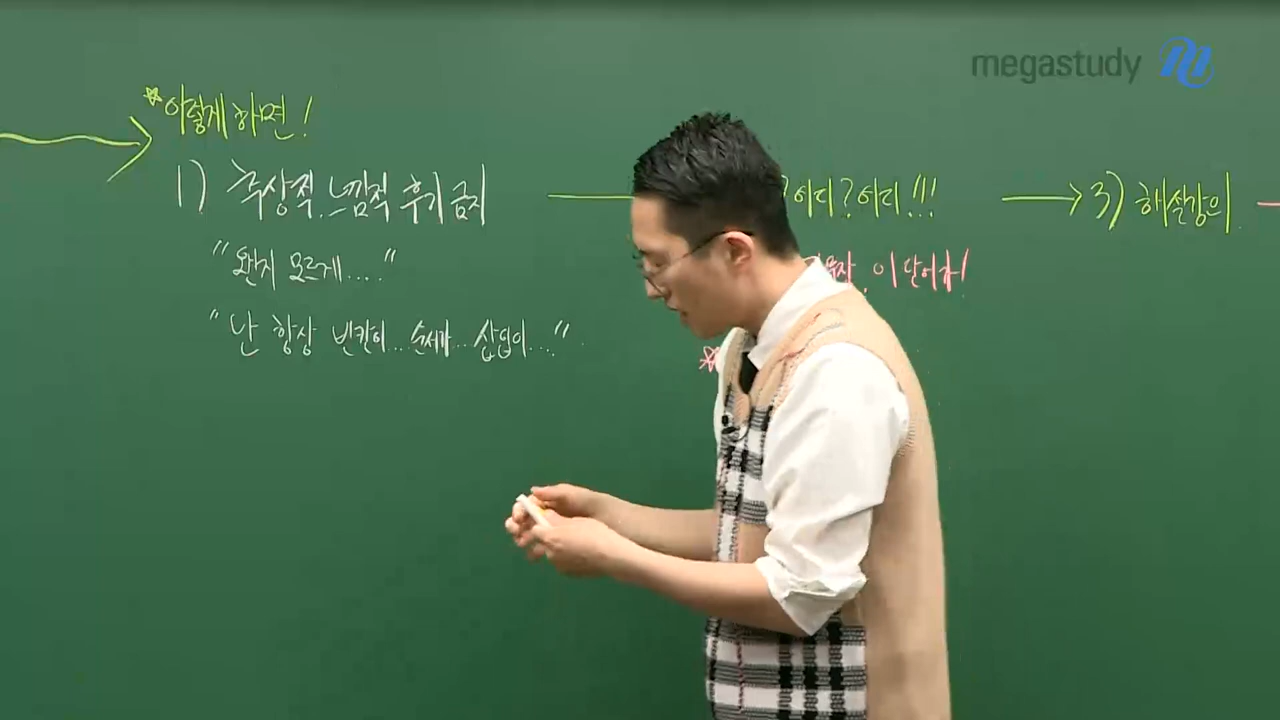 megastudy
*이렇게 하면!
1) 추상적, 느낌적 후기 금지
"왠지 모르게....."
"난 항상 빈칸이... 순서가... 삽입이...."
? 어디? 어디!!!
이 단어가!
3) 해설강의